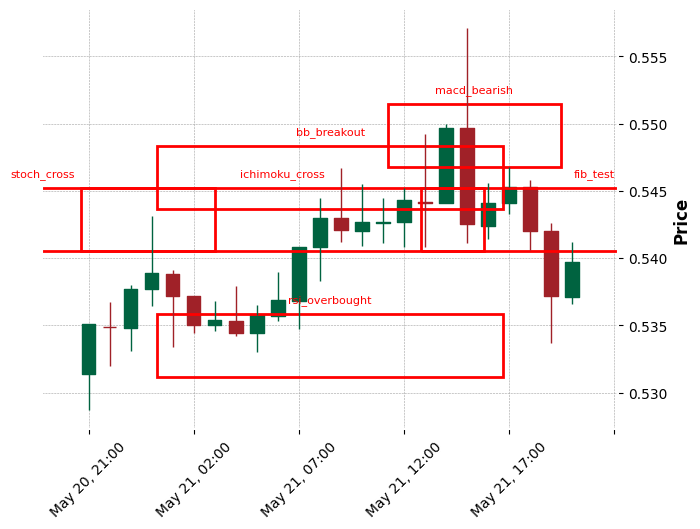 0.555
macd_bearish
0.550
bb_breakout
stoch_cross
ichimoku_cross
fib_test
0.545
0.540
Price
rsi_overbought
0.535
0.530
May 20, 21:00
May 21, 02:00
May 21, 07:00
May 21, 12:00
May 21, 17:00